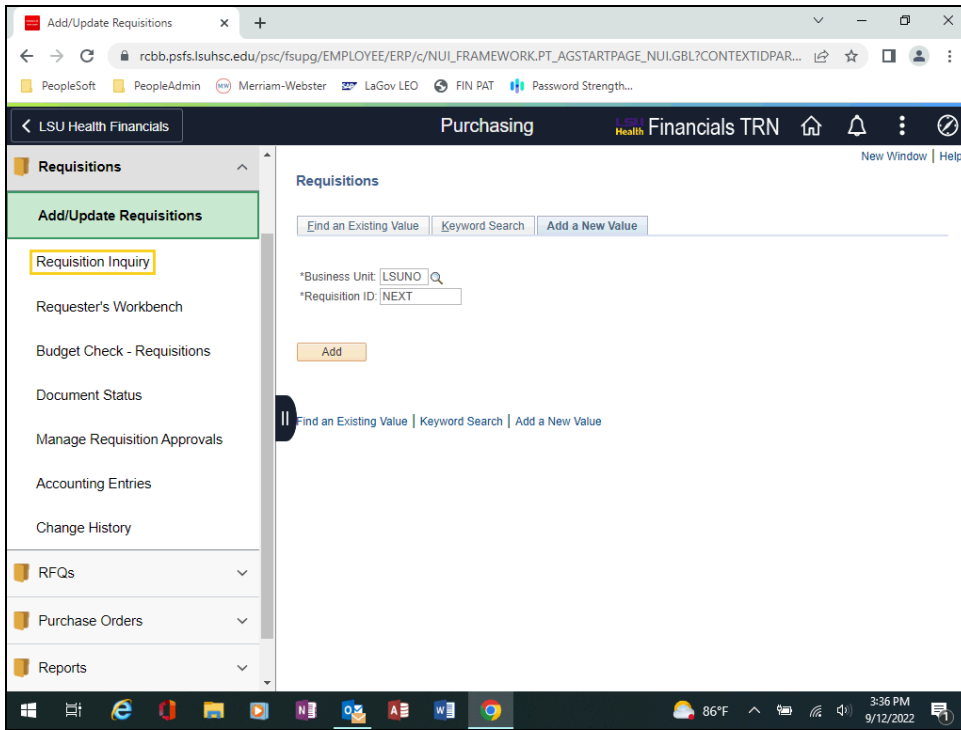 Add/Update Requisitions
rcbb.psfs.lsuhsc.edu/psc/fsupg/EMPLOYEE/ERP/c/NUI_FRAMEWORK.PT_AGSTARTPAGE_NUI.GBL?CONTEXTIDPAR...
PeopleSoft PeopleAdmin MW Merriam-Webster LaGov LEO FIN PAT Password Strength...
LSU Health Financials Purchasing LSU Health Financials TRN
New Window | Help
Requisitions
Add/Update Requisitions
Requisition Inquiry
Requester's Workbench
Budget Check - Requisitions
Document Status
Manage Requisition Approvals
Accounting Entries
Change History
RFQs
Purchase Orders
Reports
Requisitions
Find an Existing Value Keyword Search Add a New Value
*Business Unit: LSUNO
*Requisition ID: NEXT
Add
Find an Existing Value | Keyword Search | Add a New Value
86°F 3:36 PM
9/12/2022
1